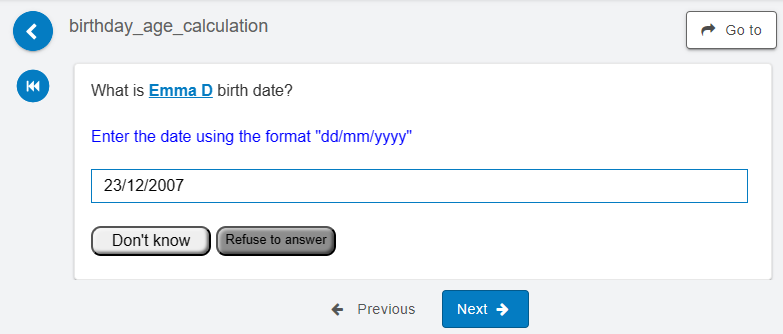 birthday_age_calculation
Go to
What is Emma D birth date?
Enter the date using the format "dd/mm/yyyy"
23/12/2007
Don't know Refuse to answer
Previous Next